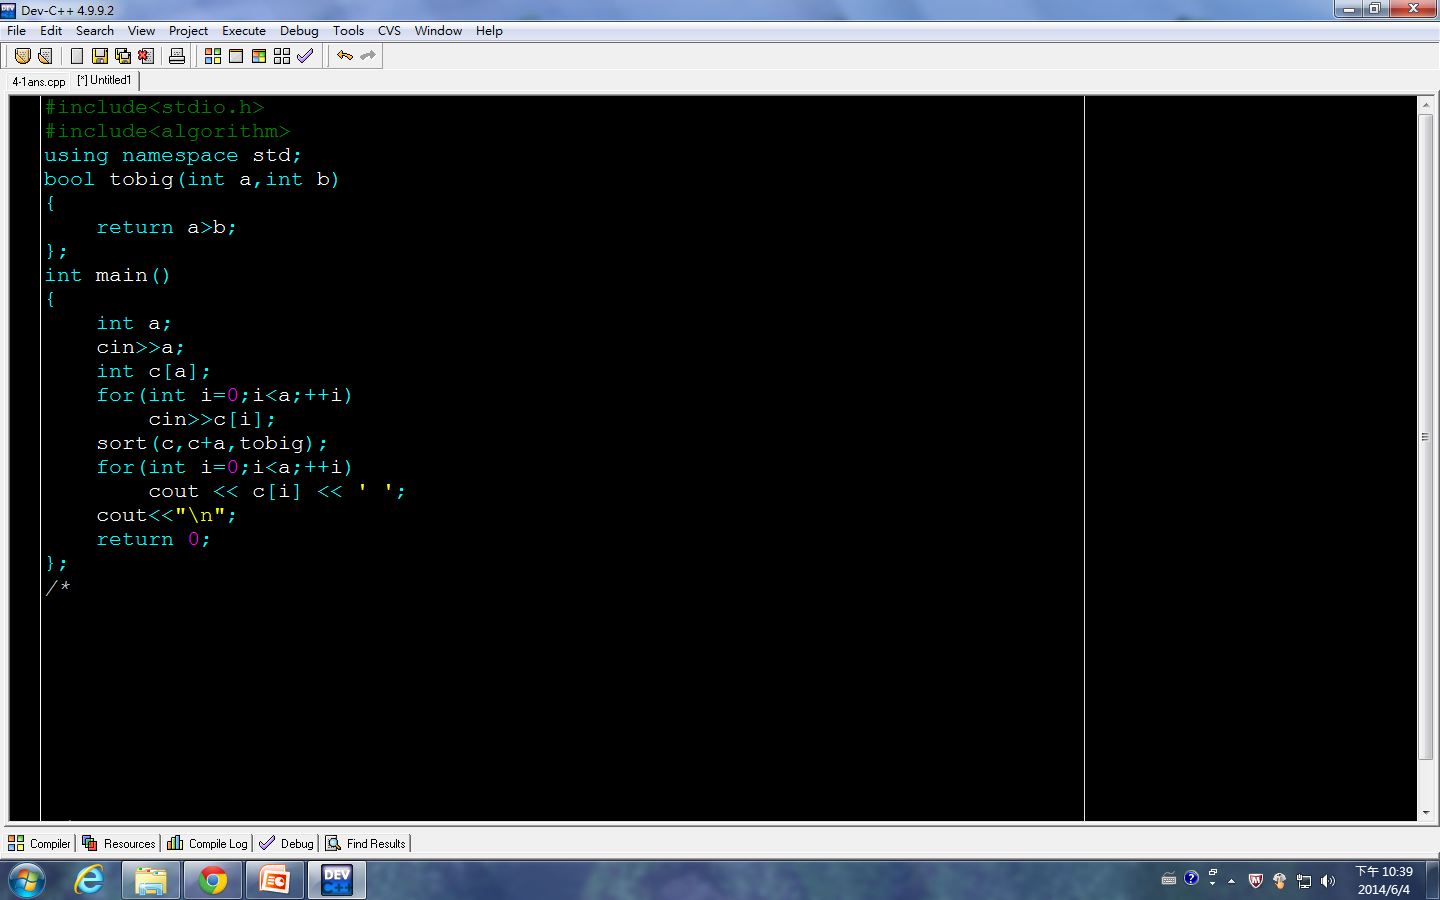 Dev-C++ 4.9.9.2
File Edit Search View Project Execute Debug Tools CVS Window Help
4-1ans.cpp [*] Untitled1
#include<stdio.h>
#include<algorithm>
using namespace std;
bool tobig(int a,int b)
{
    return a>b;
};
int main()
{
    int a;
    cin>>a;
    int c[a];
    for(int i=0;i<a;++i)
        cin>>c[i];
    sort(c,c+a,tobig);
    for(int i=0;i<a;++i)
        cout << c[i] << ' ';
    cout<<"\n";
    return 0;
};
/*
Compiler Resources Compile Log Debug Find Results
DEV C++
下午 10:39
2014/6/4